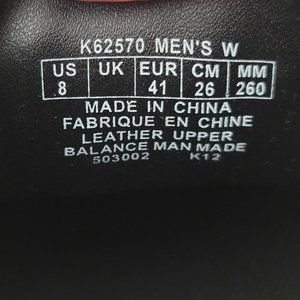 K62570 MEN'S W
US UK EUR CM MM
8 41 26 260
MADE IN CHINA
FABRIQUE EN CHINE
LEATHER UPPER
BALANCE MAN MADE
503002 K12